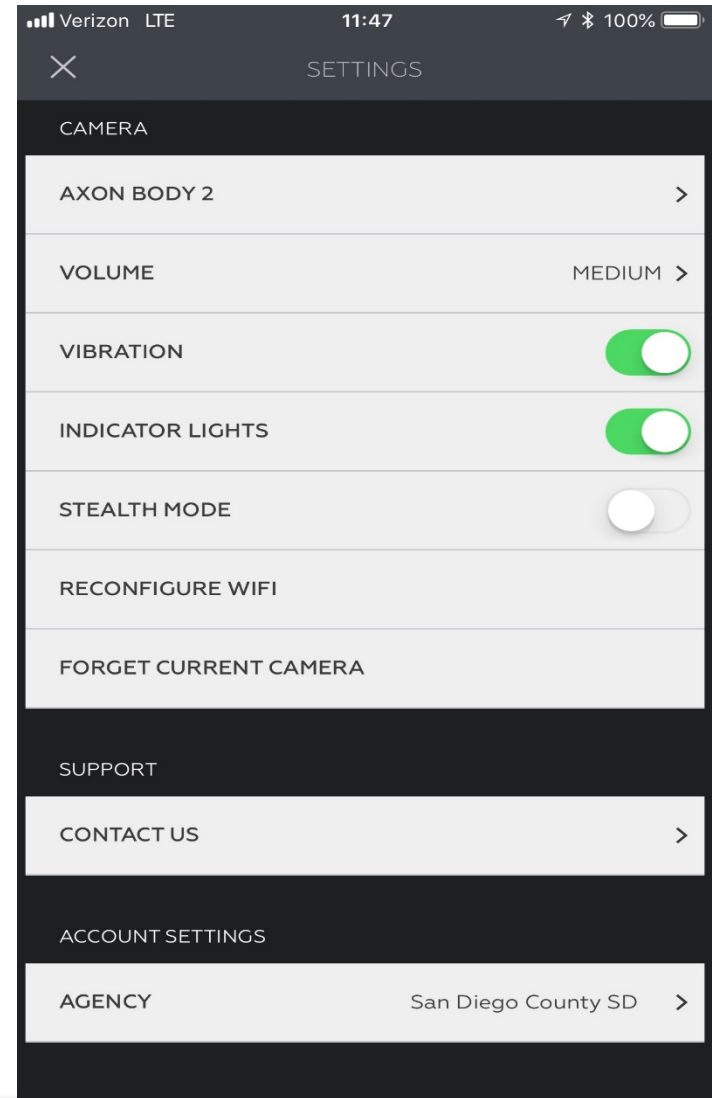 Verizon LTE 11:47 100%
SETTINGS
CAMERA
AXON BODY 2
VOLUME MEDIUM
VIBRATION
INDICATOR LIGHTS
STEALTH MODE
RECONFIGURE WIFI
FORGET CURRENT CAMERA
SUPPORT
CONTACT US
ACCOUNT SETTINGS
AGENCY San Diego County SD